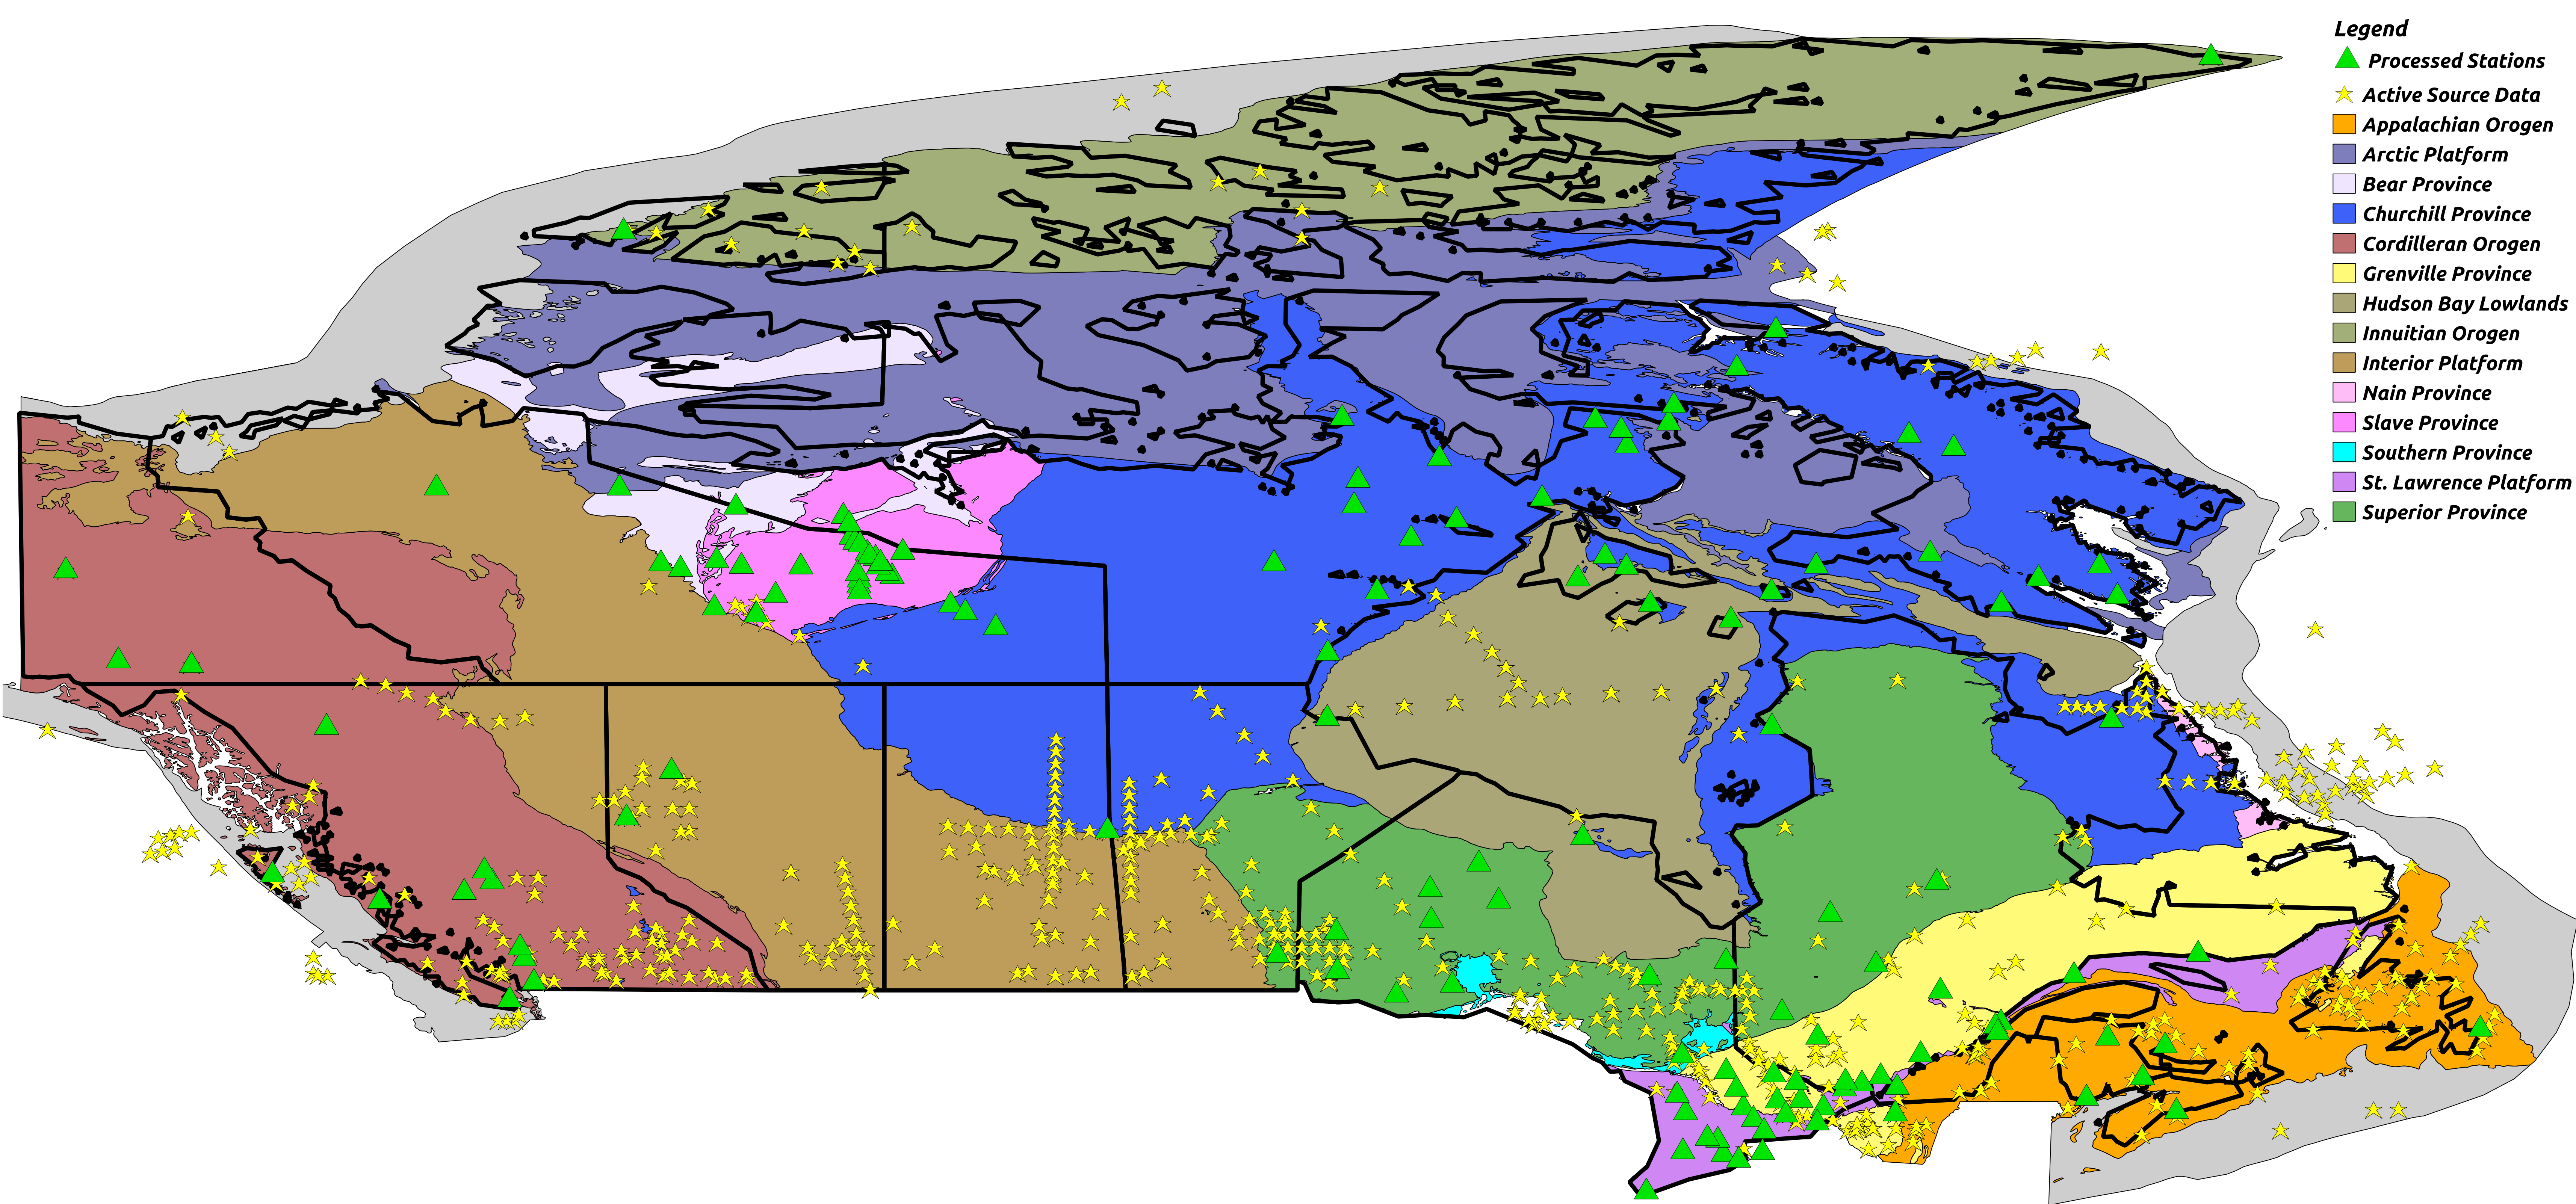 Legend
Processed Stations
Active Source Data
Appalachian Orogen
Arctic Platform
Bear Province
Churchill Province
Cordilleran Orogen
Grenville Province
Hudson Bay Lowlands
Innuitian Orogen
Interior Platform
Nain Province
Slave Province
Southern Province
St. Lawrence Platform
Superior Province